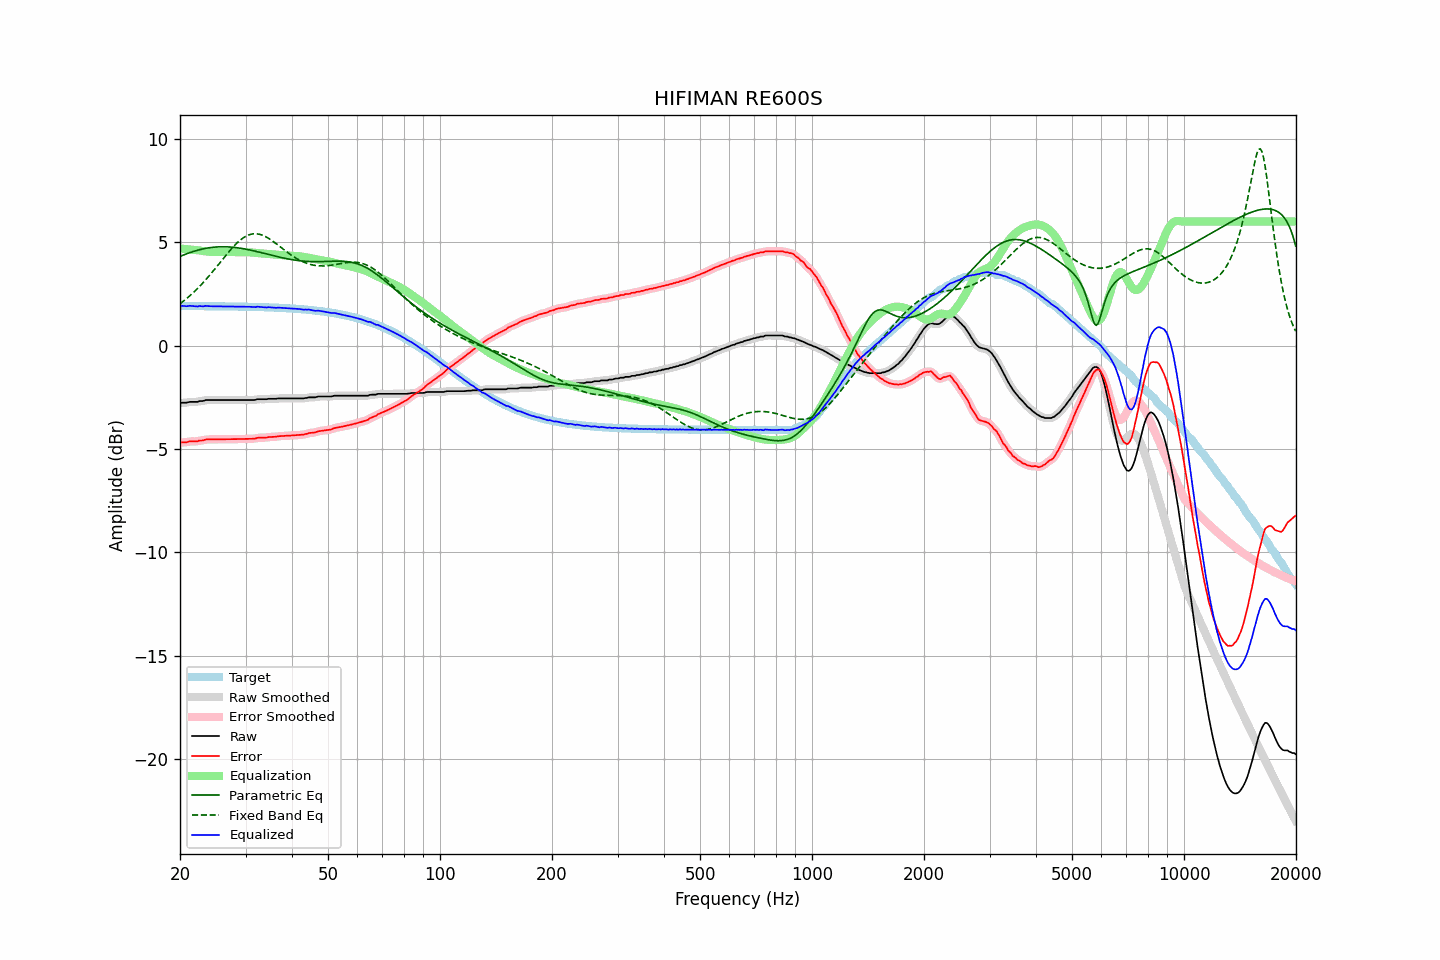 HIFIMAN RE600S
Amplitude (dBr)
10
5
0
−5
−10
−15
−20
Target
Raw Smoothed
Error Smoothed
Raw
Error
Equalization
Parametric Eq
Fixed Band Eq
Equalized
20 50 100 200 500 1000 2000 5000 10000 20000
Frequency (Hz)